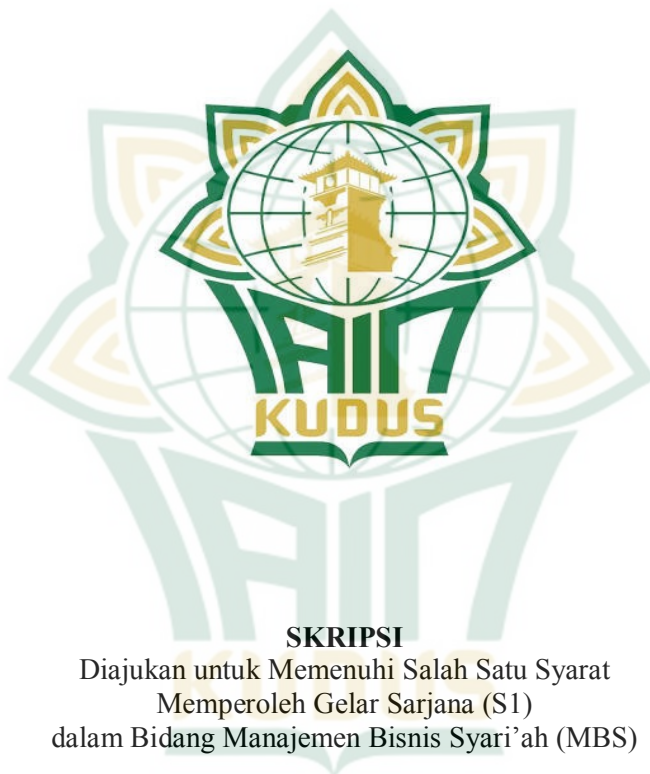 IAIN
KUDUS
SKRIPSI
Diajukan untuk Memenuhi Salah Satu Syarat
Memperoleh Gelar Sarjana (S1)
dalam Bidang Manajemen Bisnis Syari’ah (MBS)